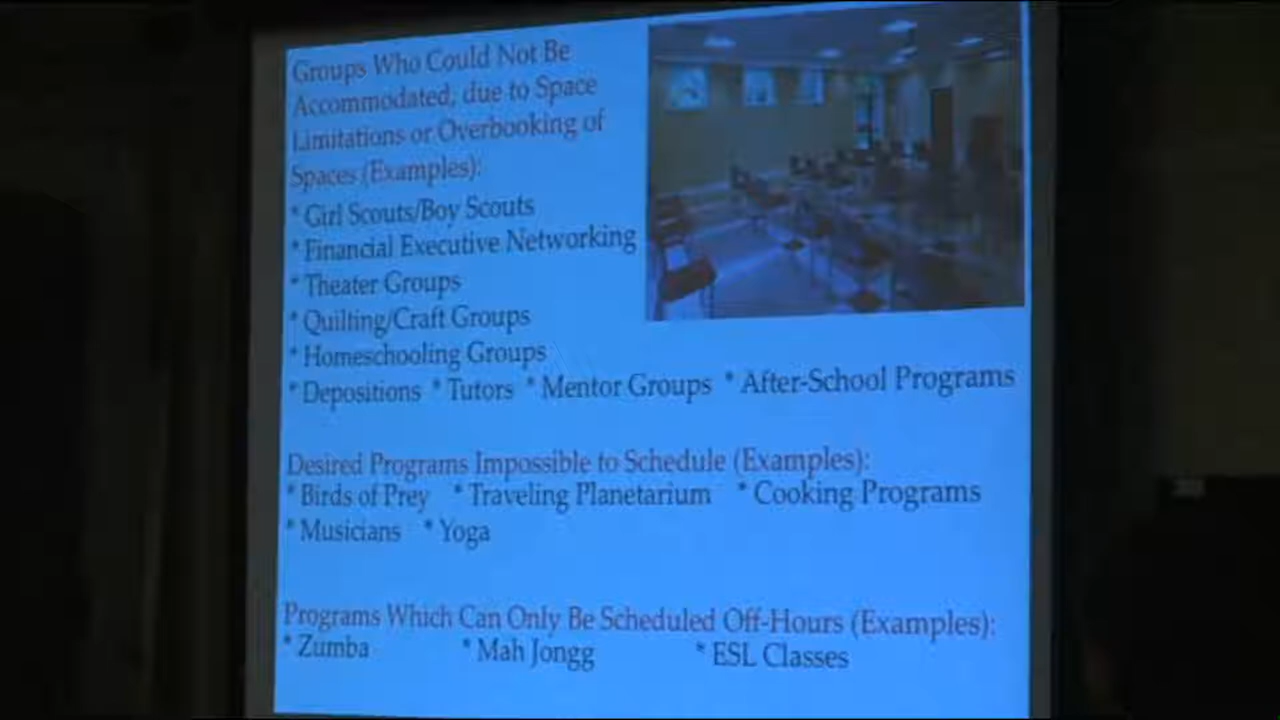 Groups Who Could Not Be
Accommodated, due to Space
Limitations or Overbooking of
Spaces (Examples):
* Girl Scouts/Boy Scouts
* Financial Executive Networking
* Theater Groups
* Quilting/Craft Groups
* Homeschooling Groups
* Depositions * Tutors * Mentor Groups * After-School Programs
Desired Programs Impossible to Schedule (Examples):
* Birds of Prey * Traveling Planetarium * Cooking Programs
* Musicians * Yoga
Programs Which Can Only Be Scheduled Off-Hours (Examples):
* Zumba * Mah Jongg * ESL Classes